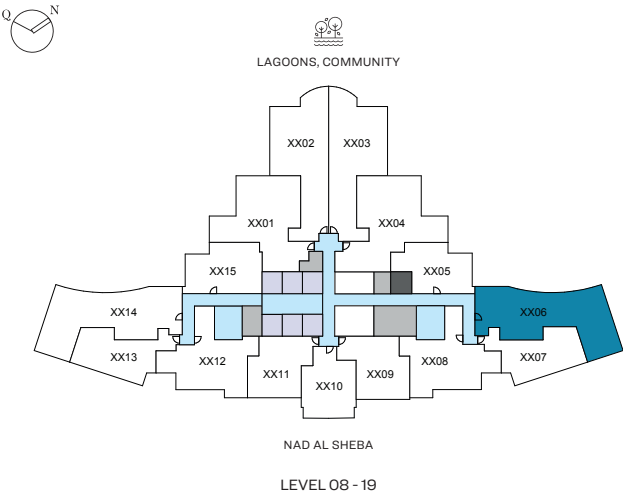 Q N
LAGOONS, COMMUNITY
XX02 XX03
XX01 XX04
XX15 XX05
XX14 XX06
XX13 XX12 XX08 XX07
XX11 XX10 XX09
NAD AL SHEBA
LEVEL 08 - 19